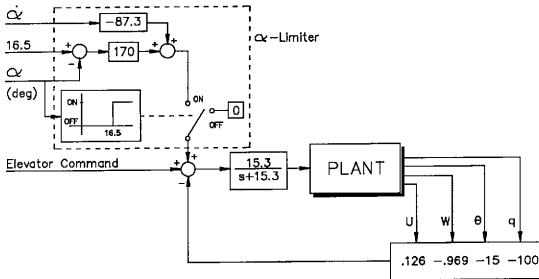 α̇
-87.3
16.5
170
α-Limiter
α
(deg)
ON
OFF
16.5
ON
OFF
0
Elevator Command
15.3
s+15.3
PLANT
U W θ q
.126 -.969 -15 -100